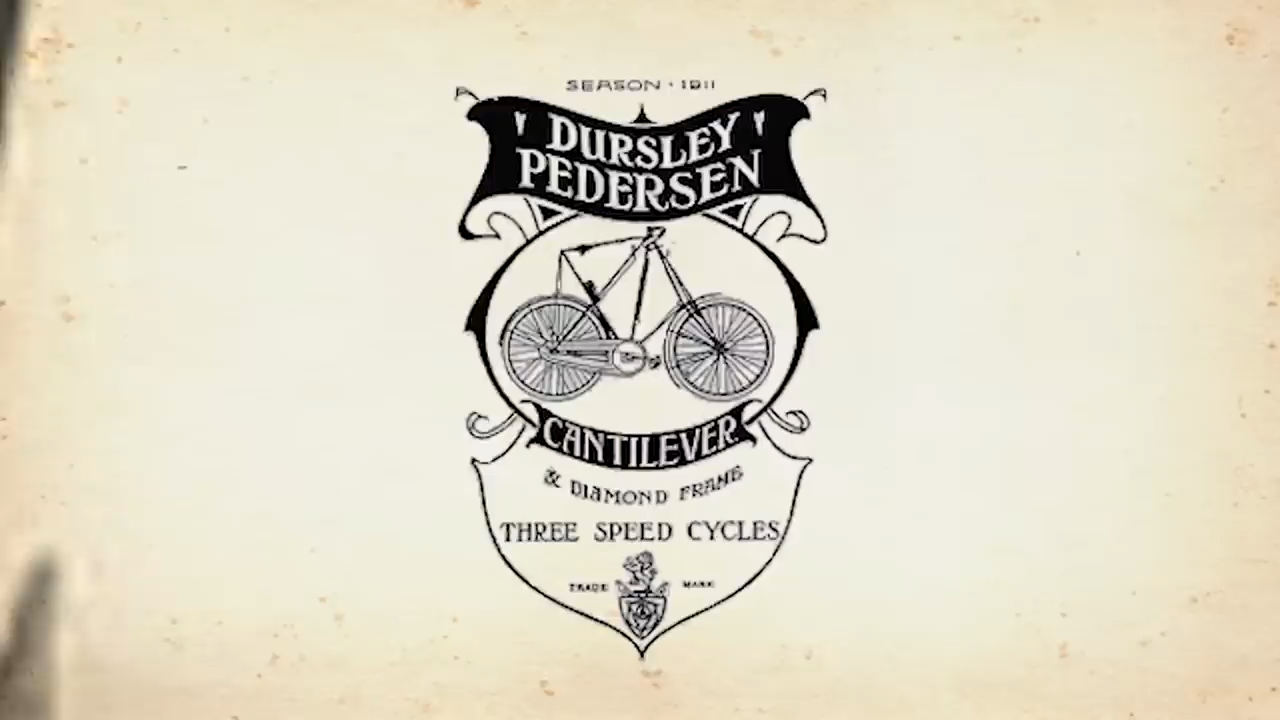 SEASON · 1911
DURSLEY
PEDERSEN
CANTILEVER
& DIAMOND FRAME
THREE SPEED CYCLES
TRADE MARK